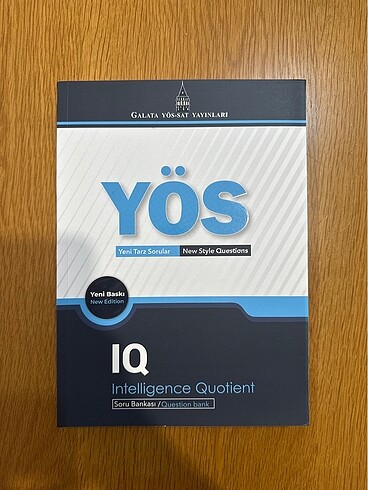 GALATA YÖS-SAT YAYINLARI
YÖS
Yeni Tarz Sorular New Style Questions
Yeni Baskı
New Edition
IQ
Intelligence Quotient
Soru Bankası/Question bank